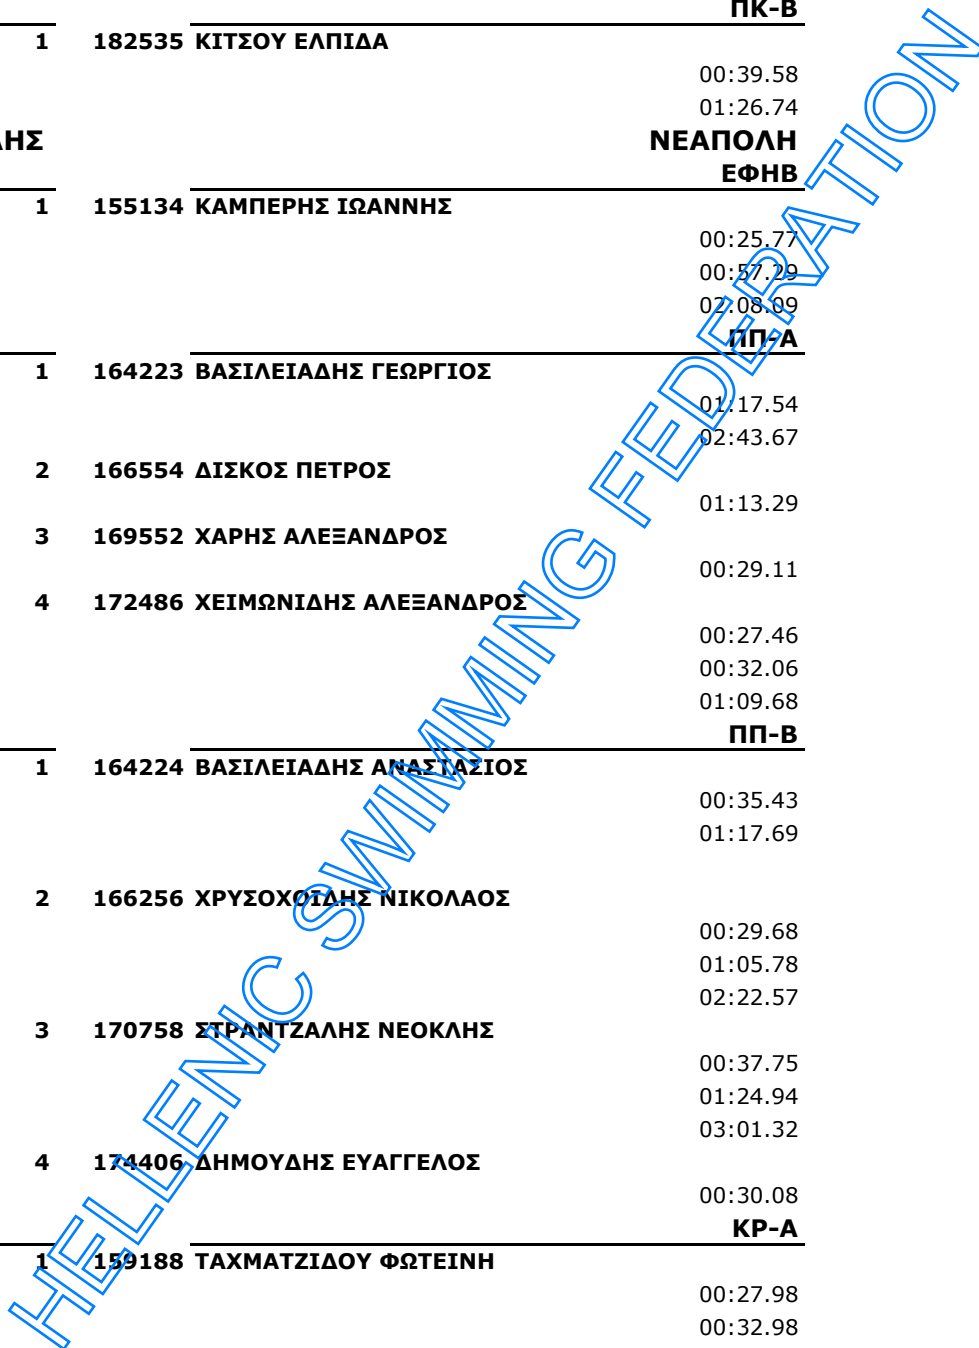 ΠΚ-Β
1 182535 ΚΙΤΣΟΥ ΕΛΠΙΔΑ
00:39.58
01:26.74
ΛΗΣ ΝΕΑΠΟΛΗ
ΕΦΗΒ
1 155134 ΚΑΜΠΕΡΗΣ ΙΩΑΝΝΗΣ
00:25.77
00:57.29
02:08.09
ΠΠ-Α
1 164223 ΒΑΣΙΛΕΙΑΔΗΣ ΓΕΩΡΓΙΟΣ
01:17.54
02:43.67
2 166554 ΔΙΣΚΟΣ ΠΕΤΡΟΣ
01:13.29
3 169552 ΧΑΡΗΣ ΑΛΕΞΑΝΔΡΟΣ
00:29.11
4 172486 ΧΕΙΜΩΝΙΔΗΣ ΑΛΕΞΑΝΔΡΟΣ
00:27.46
00:32.06
01:09.68
ΠΠ-Β
1 164224 ΒΑΣΙΛΕΙΑΔΗΣ ΑΝΑΣΤΑΣΙΟΣ
00:35.43
01:17.69
2 166256 ΧΡΥΣΟΧΟΙΔΗΣ ΝΙΚΟΛΑΟΣ
00:29.68
01:05.78
02:22.57
3 170758 ΣΤΡΑΝΤΖΑΛΗΣ ΝΕΟΚΛΗΣ
00:37.75
01:24.94
03:01.32
4 174406 ΔΗΜΟΥΔΗΣ ΕΥΑΓΓΕΛΟΣ
00:30.08
ΚΡ-Α
1 159188 ΤΑΧΜΑΤΖΙΔΟΥ ΦΩΤΕΙΝΗ
00:27.98
00:32.98
HELLENIC SWIMMING FEDERATION